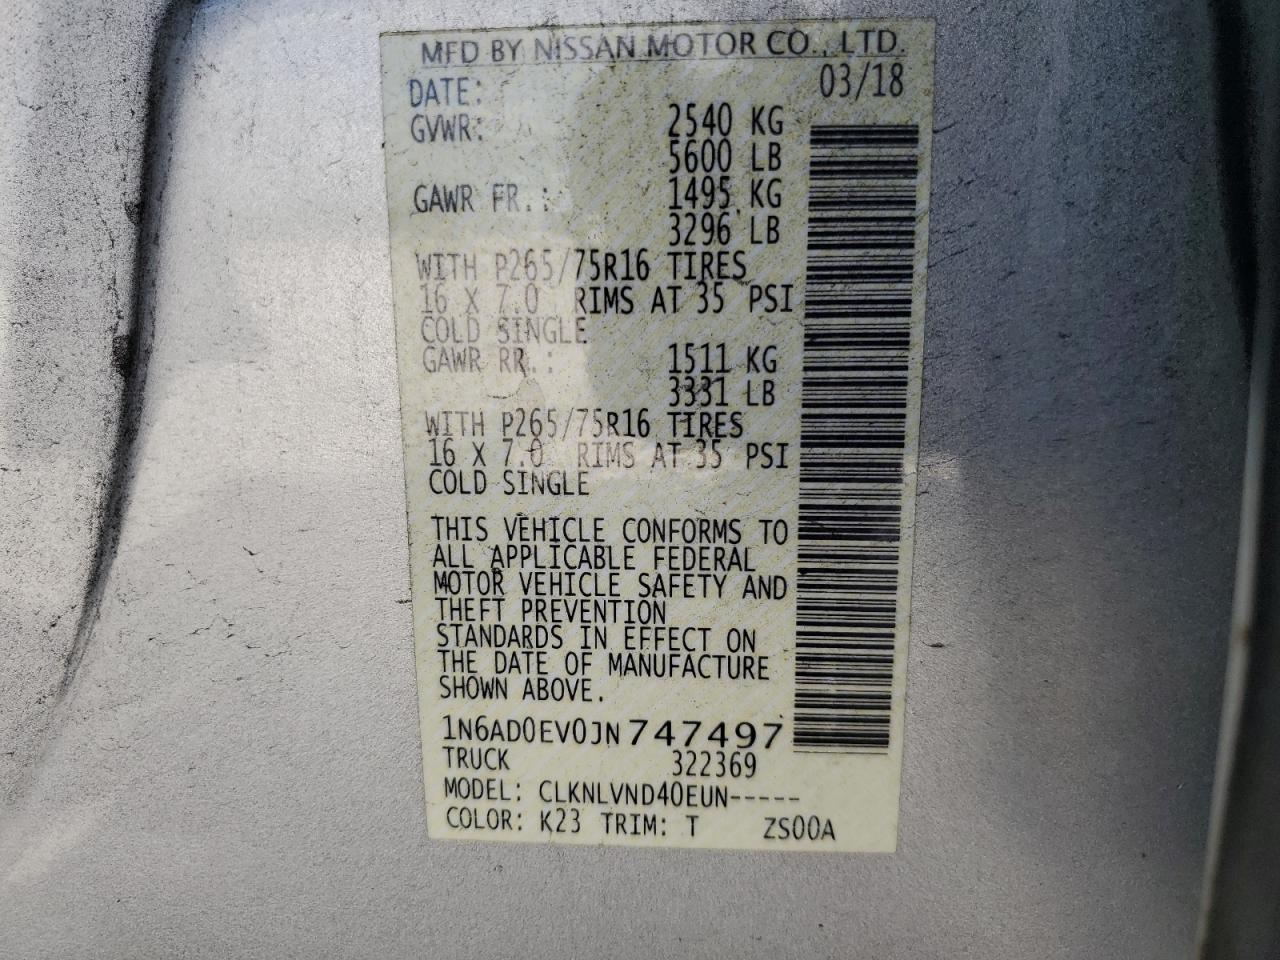 MFD BY NISSAN MOTOR CO., LTD.
DATE: 03/18
GVWR: 2540 KG
5600 LB
GAWR FR.: 1495 KG
3296 LB
WITH P265/75R16 TIRES
16 X 7.0 RIMS AT 35 PSI
COLD SINGLE
GAWR RR.: 1511 KG
3331 LB
WITH P265/75R16 TIRES
16 X 7.0 RIMS AT 35 PSI
COLD SINGLE
THIS VEHICLE CONFORMS TO
ALL APPLICABLE FEDERAL
MOTOR VEHICLE SAFETY AND
THEFT PREVENTION
STANDARDS IN EFFECT ON
THE DATE OF MANUFACTURE
SHOWN ABOVE.
1N6AD0EV0JN747497
TRUCK 322369
MODEL: CLKNLVND40EUN-----
COLOR: K23 TRIM: T ZS00A